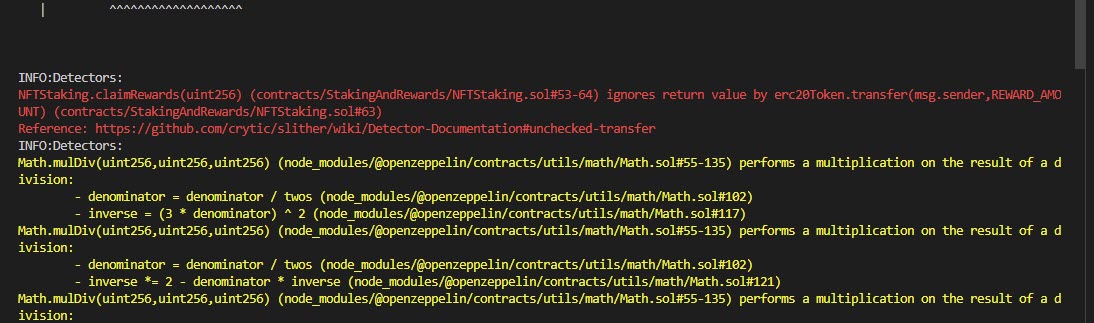 |        ^^^^^^^^^^^^^^^^^^^
INFO:Detectors:
NFTStaking.claimRewards(uint256) (contracts/StakingAndRewards/NFTStaking.sol#53-64) ignores return value by erc20Token.transfer(msg.sender,REWARD_AMO
UNT) (contracts/StakingAndRewards/NFTStaking.sol#63)
Reference: https://github.com/crytic/slither/wiki/Detector-Documentation#unchecked-transfer
INFO:Detectors:
Math.mulDiv(uint256,uint256,uint256) (node_modules/@openzeppelin/contracts/utils/math/Math.sol#55-135) performs a multiplication on the result of a d
ivision:
        - denominator = denominator / twos (node_modules/@openzeppelin/contracts/utils/math/Math.sol#102)
        - inverse = (3 * denominator) ^ 2 (node_modules/@openzeppelin/contracts/utils/math/Math.sol#117)
Math.mulDiv(uint256,uint256,uint256) (node_modules/@openzeppelin/contracts/utils/math/Math.sol#55-135) performs a multiplication on the result of a d
ivision:
        - denominator = denominator / twos (node_modules/@openzeppelin/contracts/utils/math/Math.sol#102)
        - inverse *= 2 - denominator * inverse (node_modules/@openzeppelin/contracts/utils/math/Math.sol#121)
Math.mulDiv(uint256,uint256,uint256) (node_modules/@openzeppelin/contracts/utils/math/Math.sol#55-135) performs a multiplication on the result of a d
ivision: